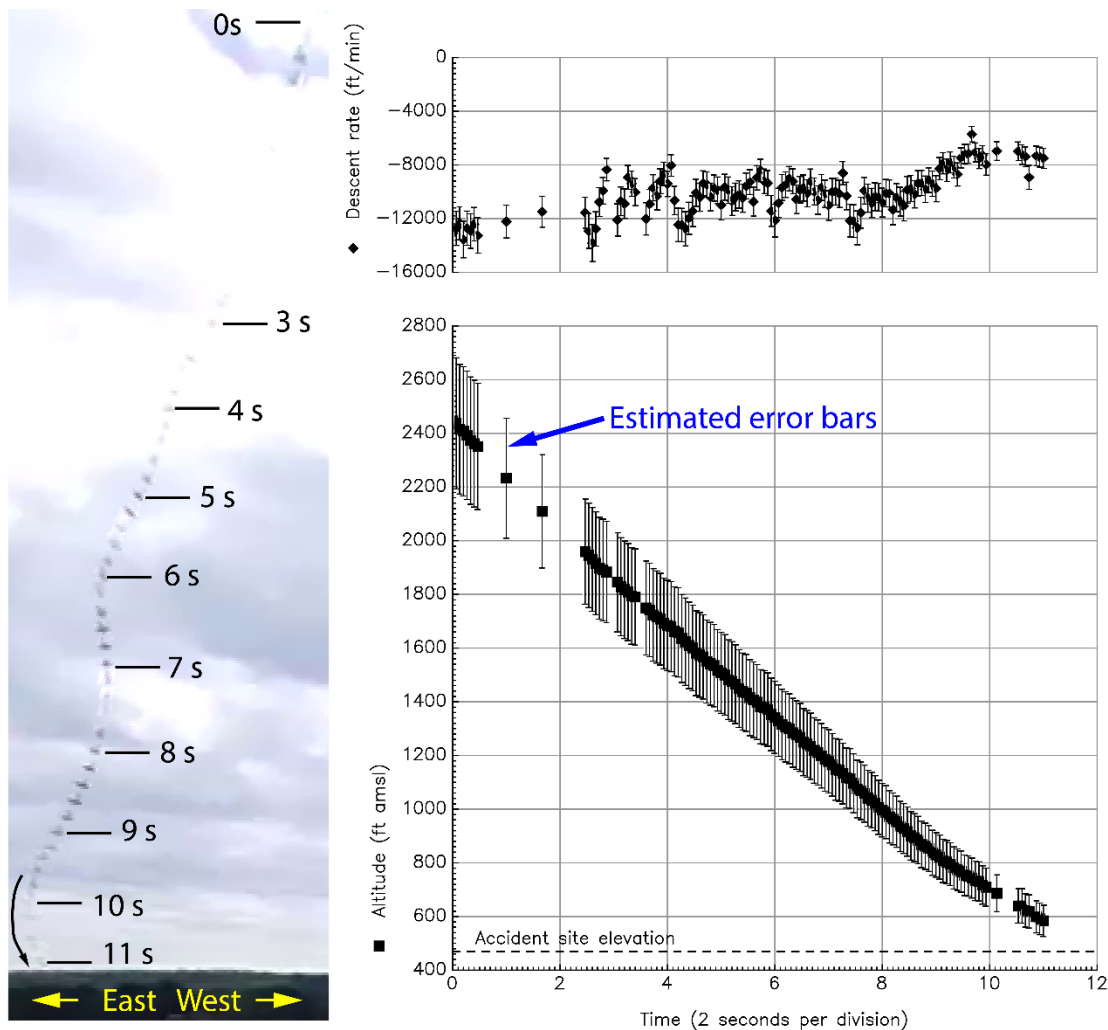 0s
3 s
4 s
5 s
6 s
7 s
8 s
9 s
10 s
11 s
East West
Descent rate (ft/min)
0
−4000
−8000
−12000
−16000
Altitude (ft amsl)
2800
2600
2400
2200
2000
1800
1600
1400
1200
1000
800
600
400
Estimated error bars
Accident site elevation
0 2 4 6 8 10 12
Time (2 seconds per division)